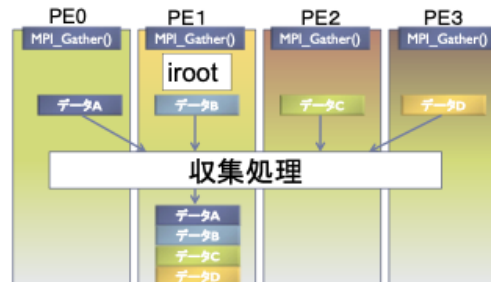 PE0 PE1 PE2 PE3
MPI_Gather() MPI_Gather() MPI_Gather() MPI_Gather()
iroot
データA データB データC データD
収集処理
データA
データB
データC
データD